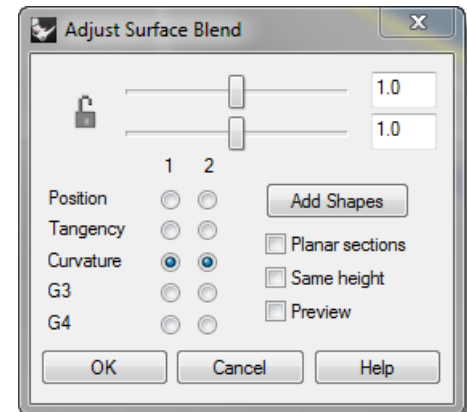 Adjust Surface Blend
X
1.0
1.0
1 2
Position
Add Shapes
Tangency
Planar sections
Curvature
Same height
G3
Preview
G4
OK Cancel Help